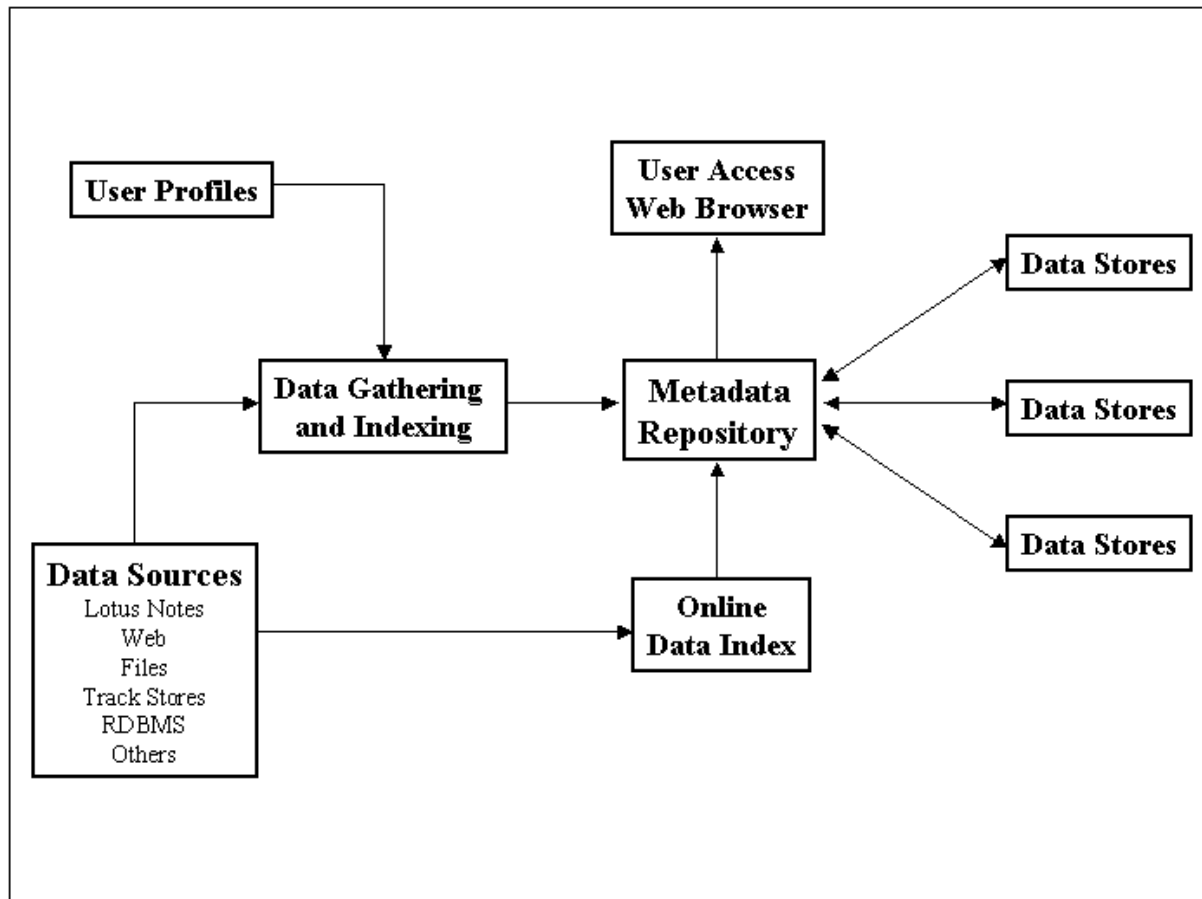 User Profiles
User Access
Web Browser
Data Stores
Data Gathering
and Indexing
Metadata
Repository
Data Stores
Data Stores
Data Sources
Lotus Notes
Web
Files
Track Stores
RDBMS
Others
Online
Data Index